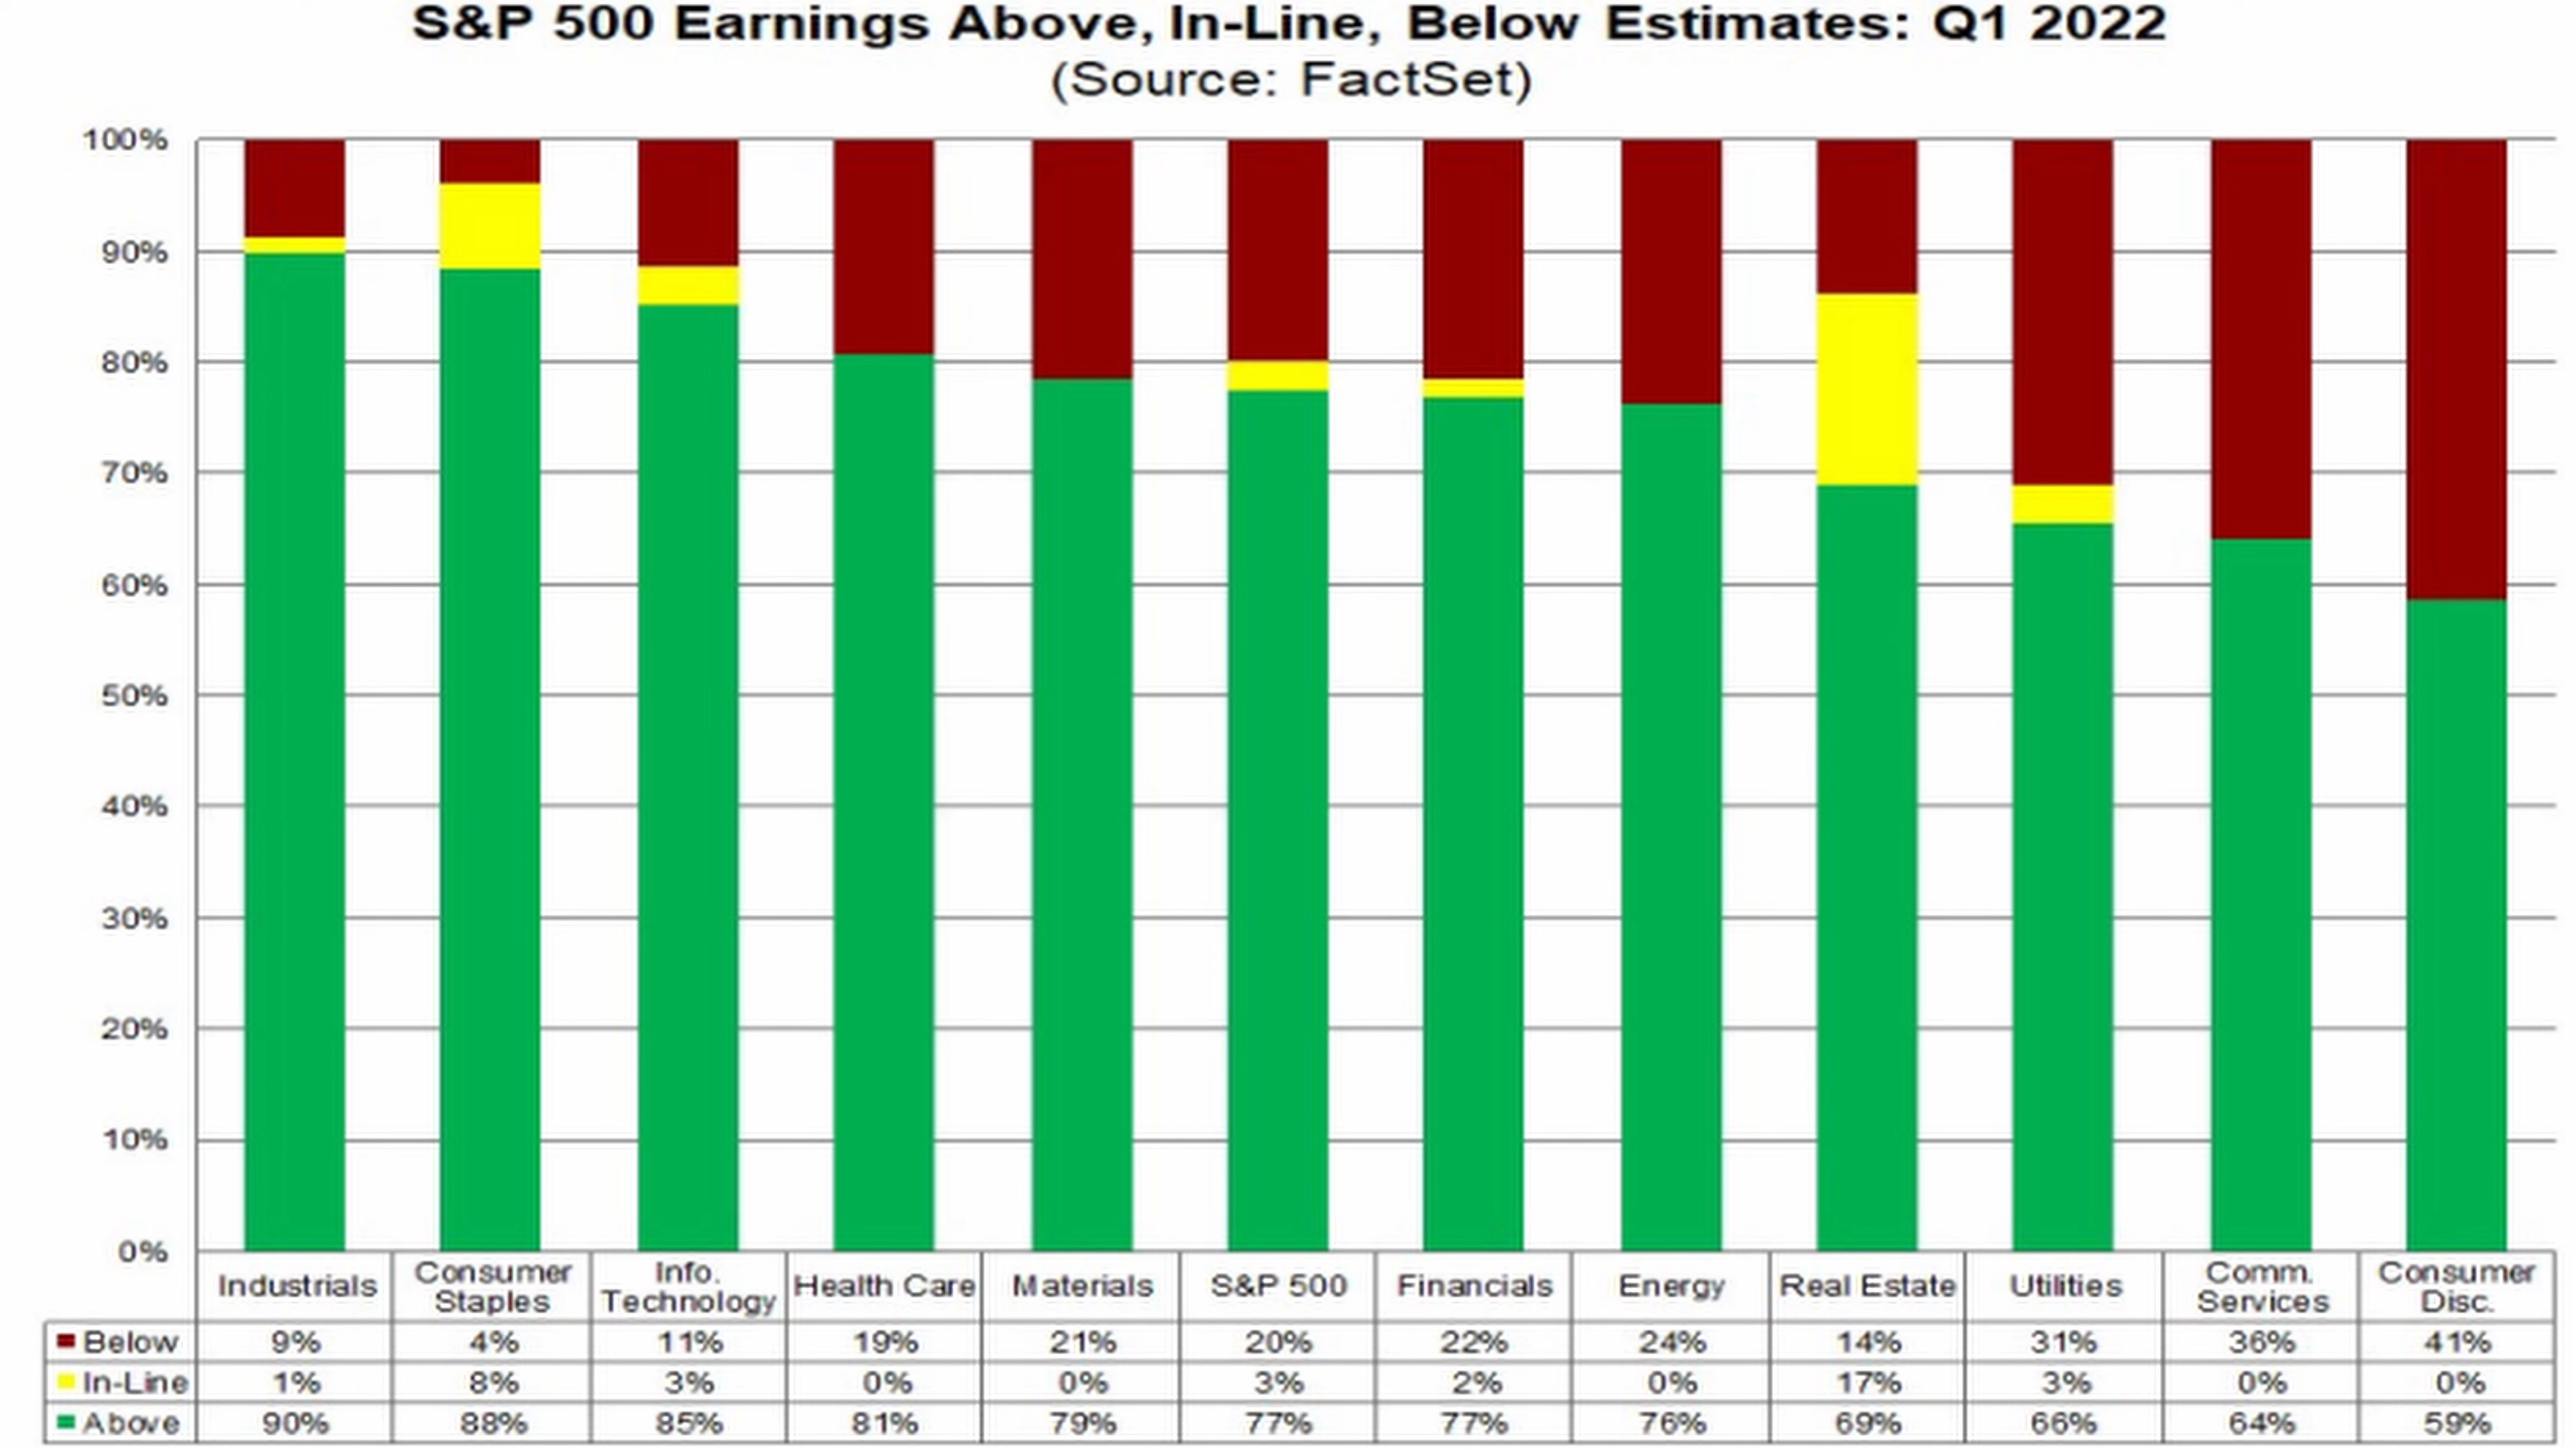 S&P 500 Earnings Above, In-Line, Below Estimates: Q1 2022
(Source: FactSet)
100%
90%
80%
70%
60%
50%
40%
30%
20%
10%
0%
Industrials
Consumer
Staples
Info.
Technology
Health Care
Materials
S&P 500
Financials
Energy
Real Estate
Utilities
Comm.
Services
Consumer
Disc.
Below 9% 4% 11% 19% 21% 20% 22% 24% 14% 31% 36% 41%
In-Line 1% 8% 3% 0% 0% 3% 2% 0% 17% 3% 0% 0%
Above 90% 88% 85% 81% 79% 77% 77% 76% 69% 66% 64% 59%